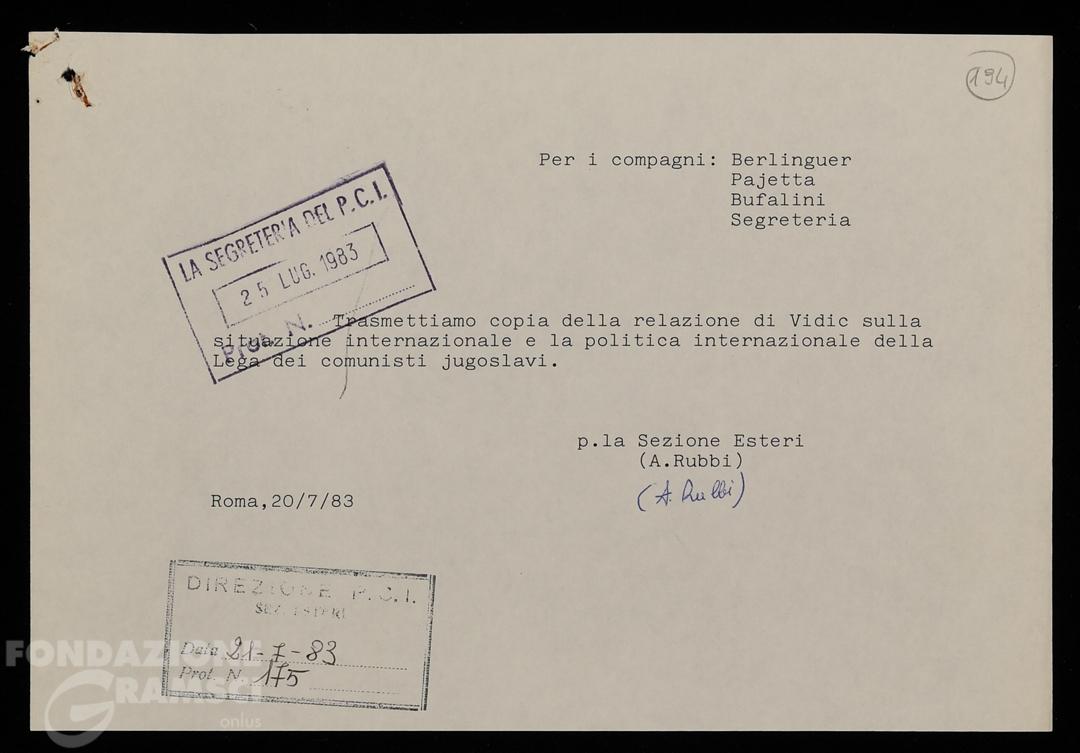 194
Per i compagni: Berlinguer
Pajetta
Bufalini
Segreteria
LA SEGRETERIA DEL P.C.I.
25 LUG. 1983
Prot. N.
Trasmettiamo copia della relazione di Vidic sulla
situazione internazionale e la politica internazionale della
Lega dei comunisti jugoslavi.
p.la Sezione Esteri
(A.Rubbi)
(A. Rubbi)
Roma,20/7/83
DIREZIONE P.C.I.
SEZ. ESTERI
Data 21-7-83
Prot. N. 175
FONDAZIONE
GRAMSCI
onlus